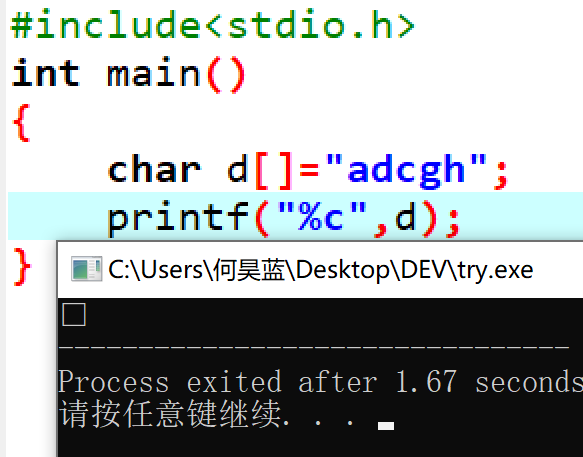 #include<stdio.h>
int main()
{
char d[]="adcgh";
printf("%c",d);
}
C:\Users\何昊蓝\Desktop\DEV\try.exe
□
--------------------------------
Process exited after 1.67 seconds
请按任意键继续. . .